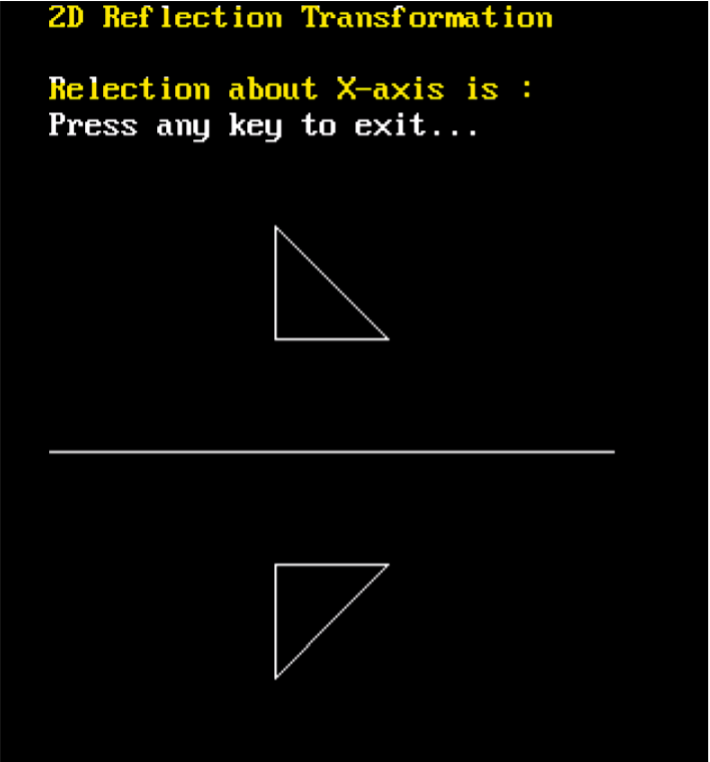 2D Reflection Transformation
Relection about X-axis is :
Press any key to exit...